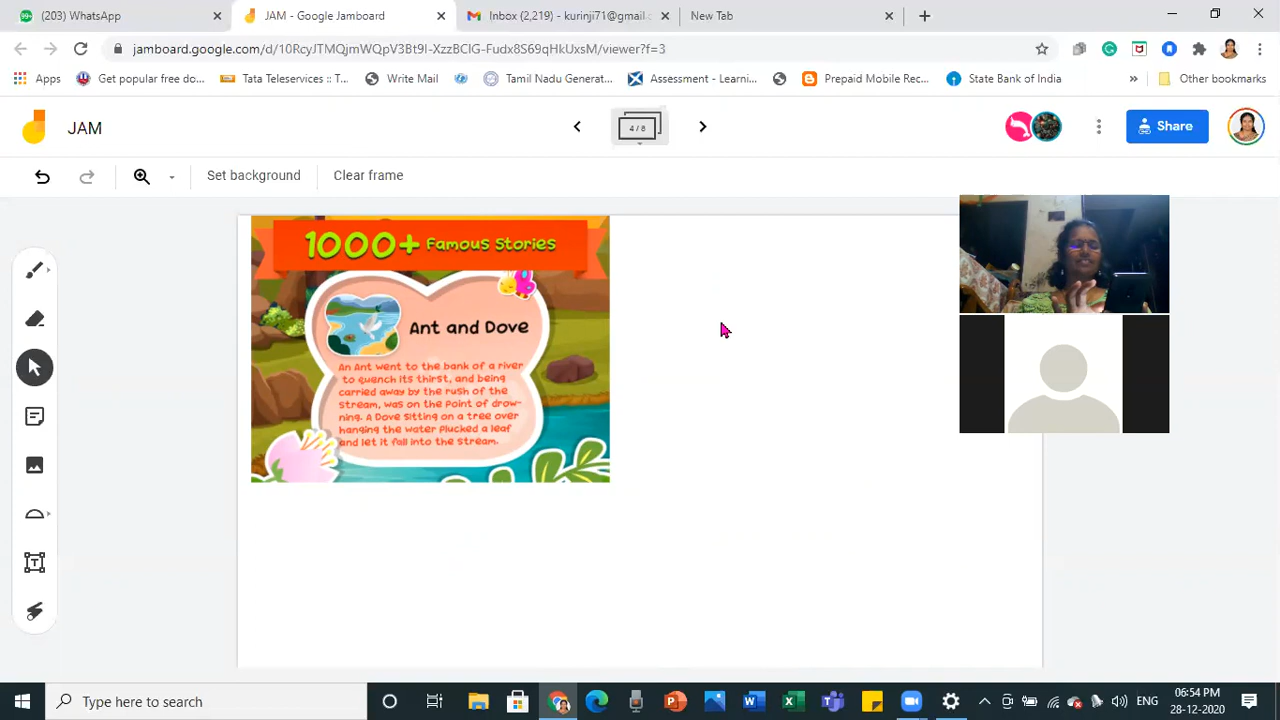 (203) WhatsApp
JAM - Google Jamboard
Inbox (2,219) - kurinji71@gmail
New Tab
jamboard.google.com/d/10RcyJTMQjmWQpV3Bt9I-XzzBCIG-Fudx8S69qHkUxsM/viewer?f=3
Apps
Get popular free do...
Tata Teleservices :: T...
Write Mail
Tamil Nadu Generat...
Assessment - Learni...
Prepaid Mobile Rec...
State Bank of India
Other bookmarks
JAM
4 / 8
Share
Set background
Clear frame
1000+ Famous Stories
Ant and Dove
An Ant went to the bank of a river
to quench its thirst, and being
carried away by the rush of the
stream, was on the point of drow-
ning. A Dove sitting on a tree over
hanging the water plucked a leaf
and let it fall into the stream.
Type here to search
ENG
06:54 PM
28-12-2020